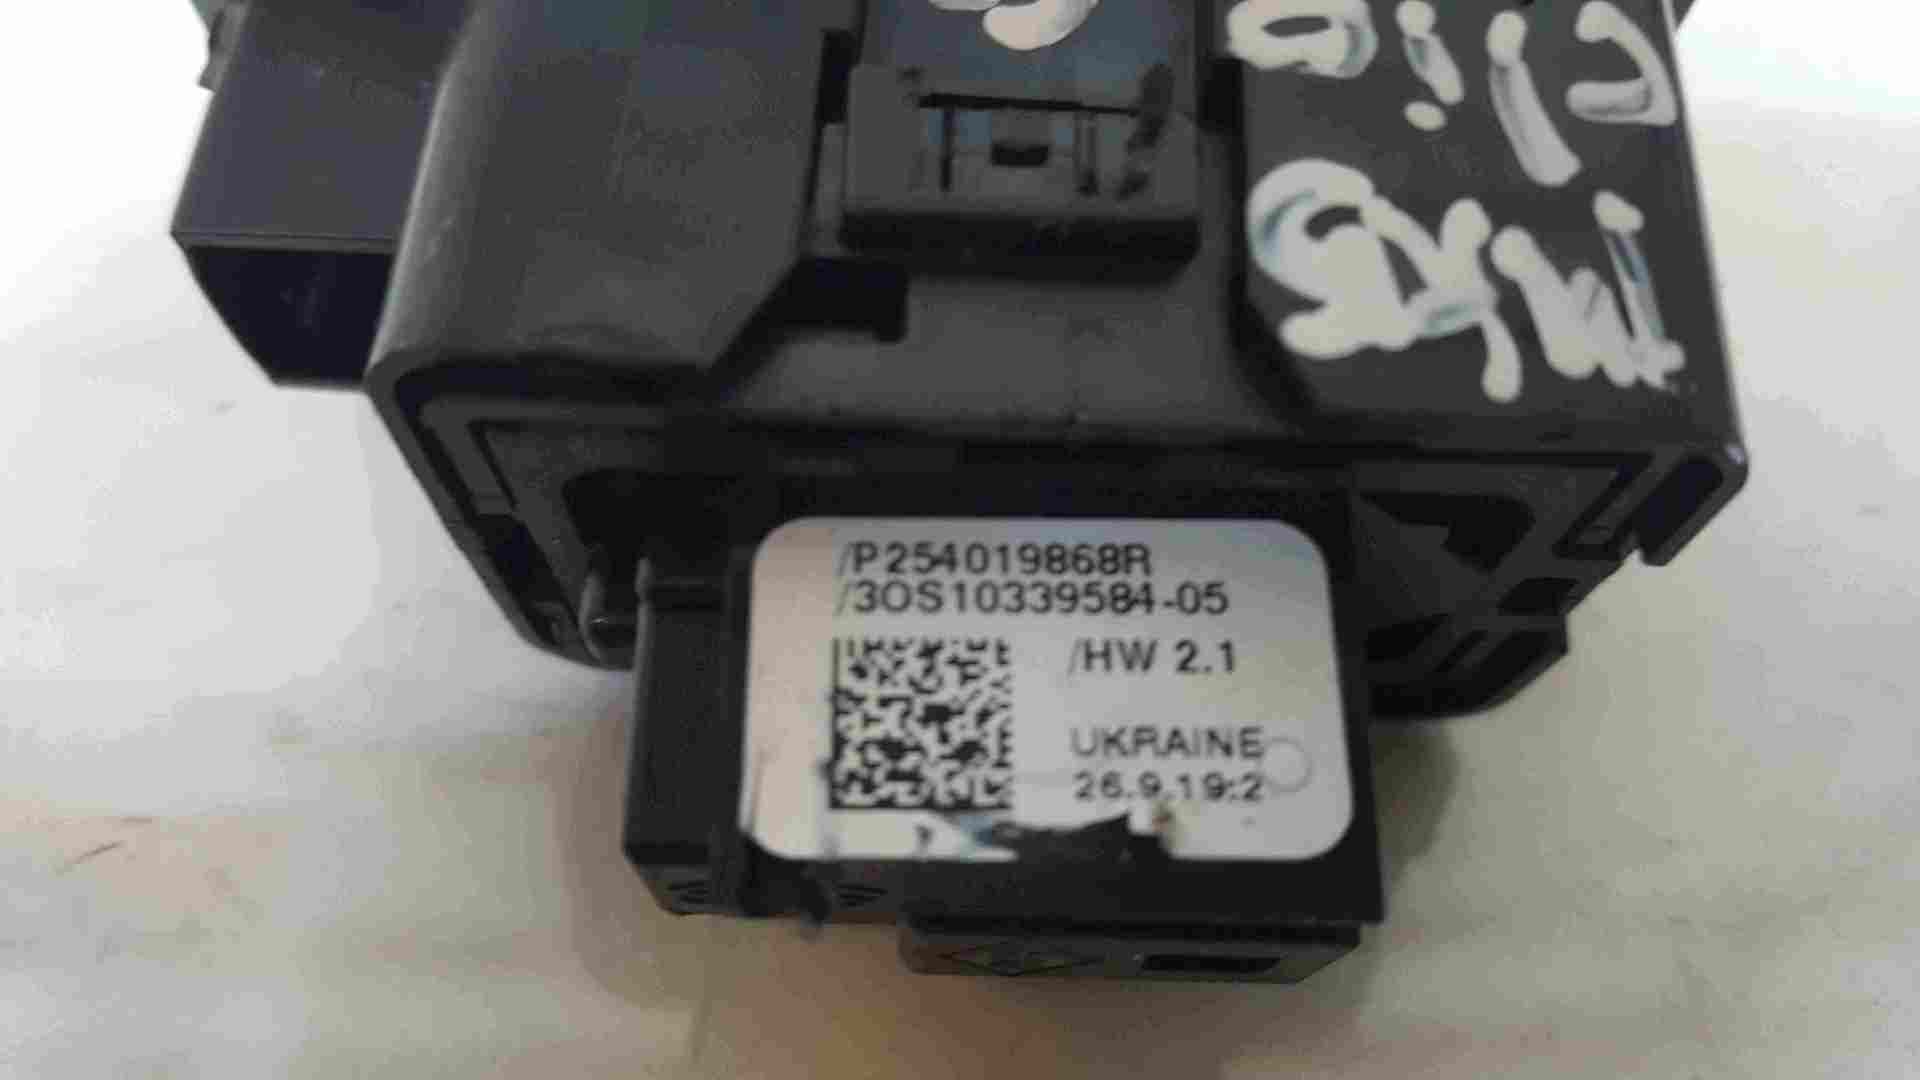 /P254019868R
/3OS10339584-05
/HW 2.1
UKRAINE
26.9.19:2